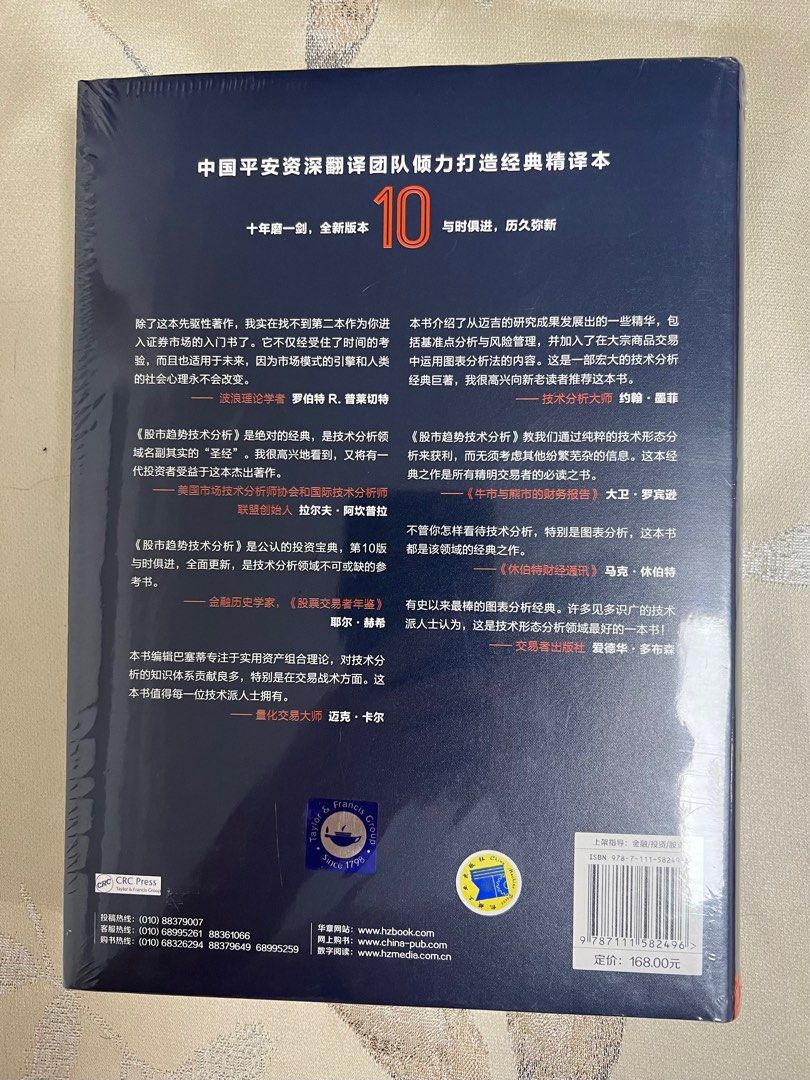 中国平安资深翻译团队倾力打造经典精译本
十年磨一剑，全新版本 10 与时俱进，历久弥新
除了这本先驱性著作，我实在找不到第二本作为你进
入证券市场的入门书了。它不仅经受住了时间的考
验，而且也适用于未来，因为市场模式的引擎和人类
的社会心理永不会改变。
—— 波浪理论学者 罗伯特 R. 普莱切特
《股市趋势技术分析》是绝对的经典，是技术分析领
域名副其实的“圣经”。我很高兴地看到，又将有一
代投资者受益于这本杰出著作。
—— 美国市场技术分析师协会和国际技术分析师
联盟创始人 拉尔夫·阿坎普拉
《股市趋势技术分析》是公认的投资宝典，第10版
与时俱进，全面更新，是技术分析领域不可或缺的参
考书。
—— 金融历史学家，《股票交易者年鉴》
耶尔·赫希
本书编辑巴塞蒂专注于实用资产组合理论，对技术分
析的知识体系贡献良多，特别是在交易战术方面。这
本书值得每一位技术派人士拥有。
—— 量化交易大师 迈克·卡尔
本书介绍了从迈吉的研究成果发展出的一些精华，包
括基准点分析与风险管理，并加入了在大宗商品交易
中运用图表分析法的内容。这是一部宏大的技术分析
经典巨著，我很高兴向新老读者推荐这本书。
—— 技术分析大师 约翰·墨菲
《股市趋势技术分析》教我们通过纯粹的技术形态分
析来获利，而无须考虑其他纷繁芜杂的信息。这本经
典之作是所有精明交易者的必读之书。
——《牛市与熊市的财务报告》 大卫·罗宾逊
不管你怎样看待技术分析，特别是图表分析，这本书
都是该领域的经典之作。
——《休伯特财经通讯》 马克·休伯特
有史以来最棒的图表分析经典。许多见多识广的技术
派人士认为，这是技术形态分析领域最好的一本书！
—— 交易者出版社 爱德华·多布森
Taylor & Francis Group
Since 1798
CRC CRC Press
Taylor & Francis Group
投稿热线：(010) 88379007
客服热线：(010) 68995261 88361066
购书热线：(010) 68326294 88379649 68995259
华章网站：www.hzbook.com
网上购书：www.china-pub.com
数字阅读：www.hzmedia.com.cn
上架指导：金融/投资/股
ISBN 978-7-111-58249
9 787111 582496 >
定价：168.00元